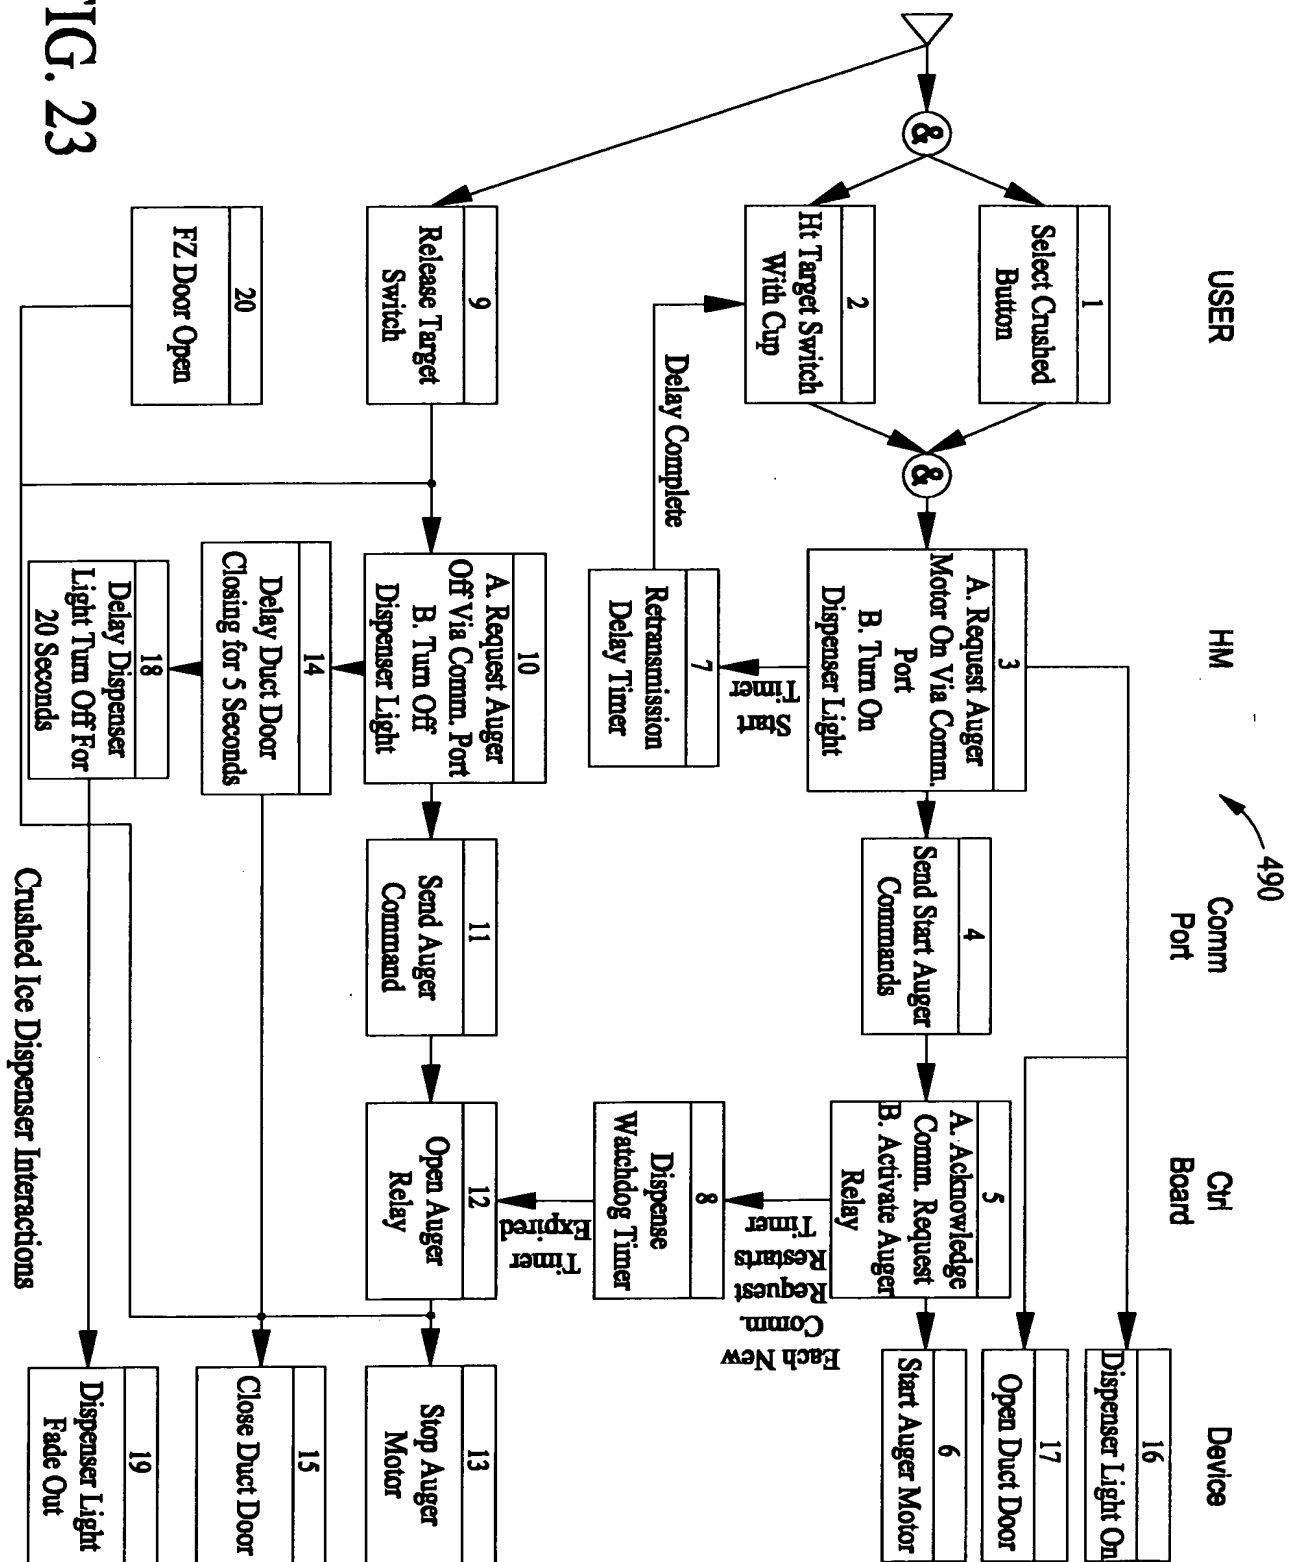 490
USER
HM
Comm
Port
Ctrl
Board
Device
&
1
Select Crushed
Button
2
Ht Target Switch
With Cup
&
3
A. Request Auger
Motor On Via Comm.
Port
B. Turn On
Dispenser Light
4
Send Start Auger
Commands
5
A. Acknowledge
Comm. Request
B. Activate Auger
Relay
16
Dispenser Light On
17
Open Duct Door
6
Start Auger Motor
Delay Complete
Start
Timer
7
Retransmission
Delay Timer
Each New
Comm.
Request
Restarts
Timer
8
Dispense
Watchdog Timer
Timer
Expired
9
Release Target
Switch
10
A. Request Auger
Off Via Comm. Port
B. Turn Off
Dispenser Light
11
Send Auger
Command
12
Open Auger
Relay
13
Stop Auger
Motor
20
FZ Door Open
14
Delay Duct Door
Closing for 5 Seconds
15
Close Duct Door
18
Delay Dispenser
Light Turn Off For
20 Seconds
19
Dispenser Light
Fade Out
Crushed Ice Dispenser Interactions
FIG. 23